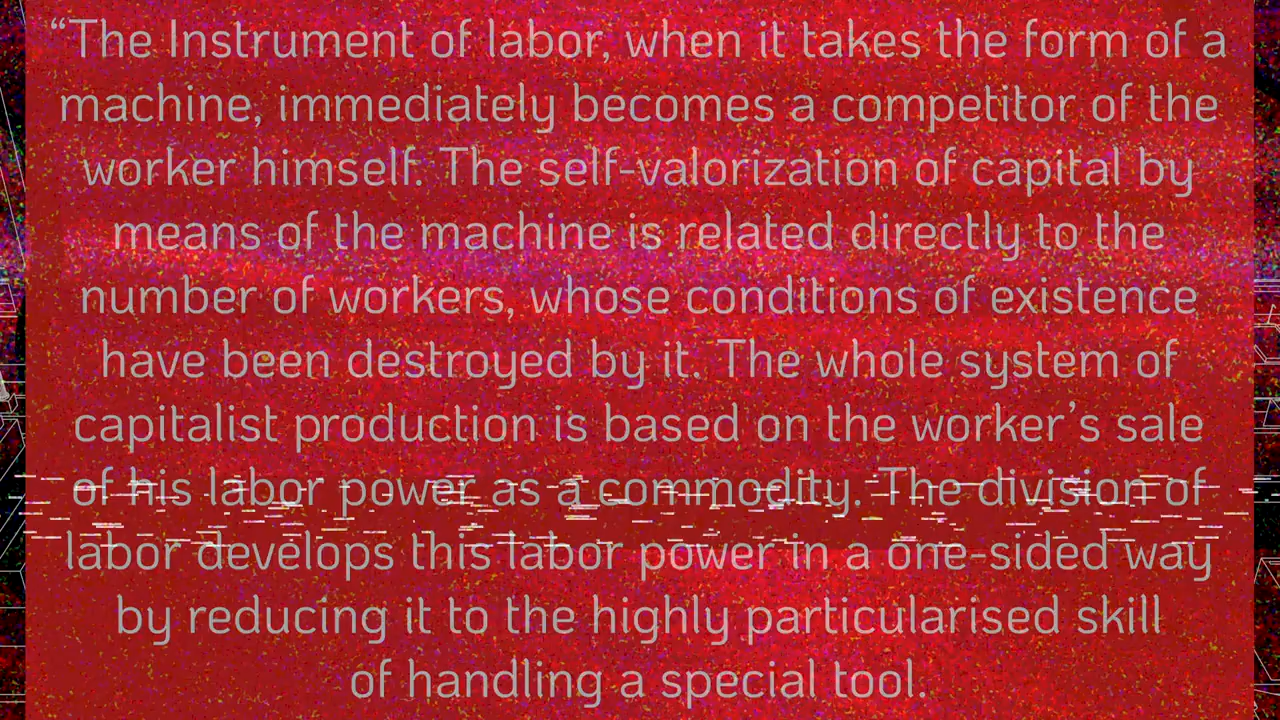 “The Instrument of labor, when it takes the form of a
machine, immediately becomes a competitor of the
worker himself. The self-valorization of capital by
means of the machine is related directly to the
number of workers, whose conditions of existence
have been destroyed by it. The whole system of
capitalist production is based on the worker’s sale
of his labor power as a commodity. The division of
labor develops this labor power in a one-sided way
by reducing it to the highly particularised skill
of handling a special tool.